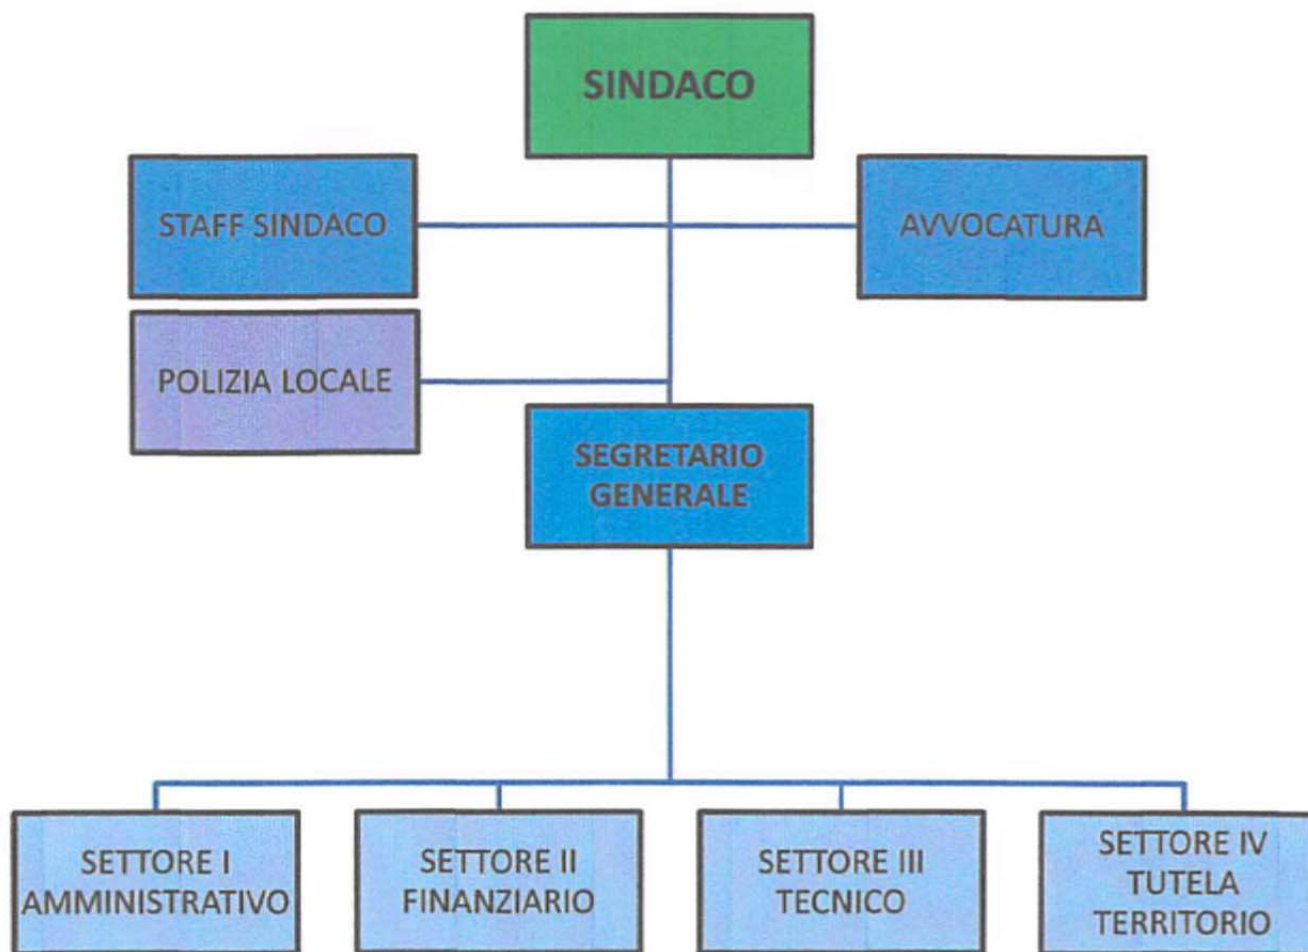 SINDACO
STAFF SINDACO
AVVOCATURA
POLIZIA LOCALE
SEGRETARIO
GENERALE
SETTORE I
AMMINISTRATIVO
SETTORE II
FINANZIARIO
SETTORE III
TECNICO
SETTORE IV
TUTELA
TERRITORIO